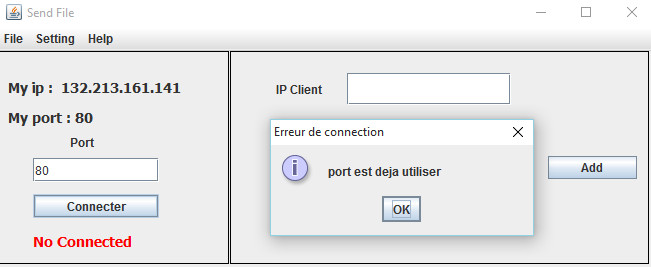 Send File
File Setting Help
My ip : 132.213.161.141
My port : 80
Port
80
Connecter
No Connected
IP Client
Add
Erreur de connection
port est deja utiliser
OK